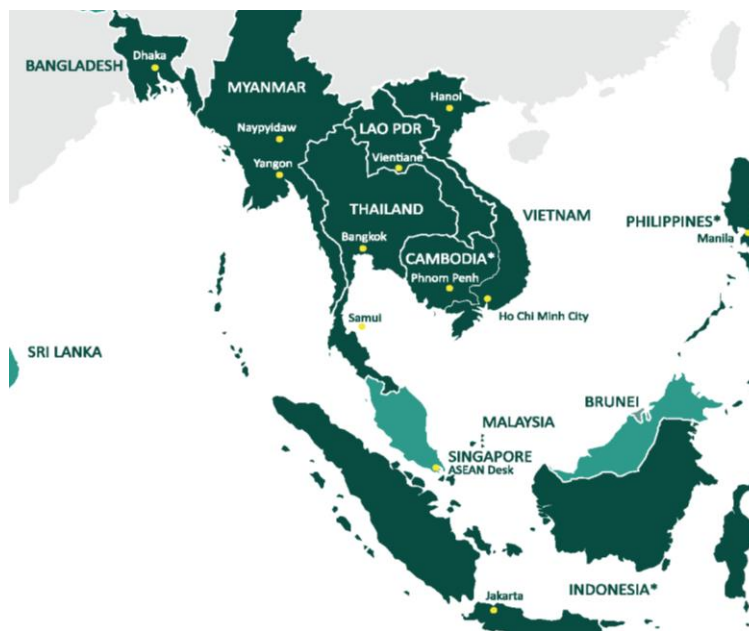 Dhaka
BANGLADESH
MYANMAR
Hanoi
Naypyidaw
LAO PDR
Yangon
Vientiane
THAILAND
VIETNAM
PHILIPPINES*
Manila
Bangkok
CAMBODIA*
Phnom Penh
Samui
Ho Chi Minh City
SRI LANKA
BRUNEI
MALAYSIA
SINGAPORE
ASEAN Desk
INDONESIA*
Jakarta